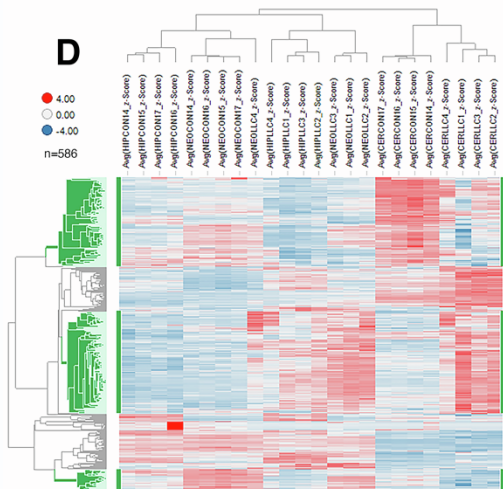 D
4.00
0.00
-4.00
n=586
Avg(HIPCON14_z-Score)
Avg(HIPCON15_z-Score)
Avg(HIPCON17_z-Score)
Avg(HIPCON16_z-Score)
Avg(NEOCON14_z-Score)
Avg(NEOCON16_z-Score)
Avg(NEOCON15_z-Score)
Avg(NEOCON17_z-Score)
Avg(NEOLLC4_z-Score)
Avg(HIPLLC4_z-Score)
Avg(HIPLLC1_z-Score)
Avg(HIPLLC3_z-Score)
Avg(HIPLLC2_z-Score)
Avg(NEOLLC3_z-Score)
Avg(NEOLLC1_z-Score)
Avg(NEOLLC2_z-Score)
Avg(CERCON17_z-Score)
Avg(CERCON16_z-Score)
Avg(CERCON15_z-Score)
Avg(CERCON14_z-Score)
Avg(CERLLC4_z-Score)
Avg(CERLLC1_z-Score)
Avg(CERLLC3_z-Score)
Avg(CERLLC2_z-Score)